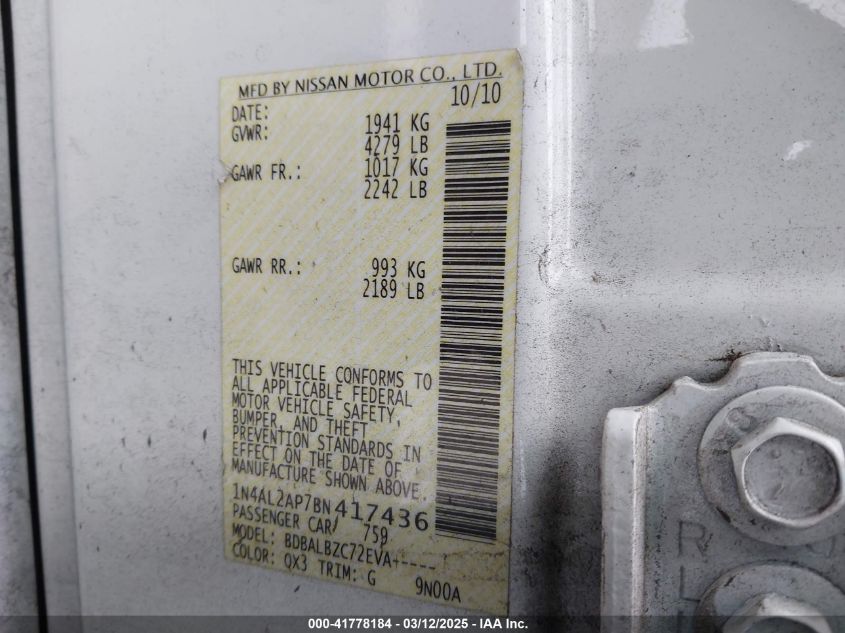 MFD BY NISSAN MOTOR CO., LTD.
DATE: 10/10
GVWR: 1941 KG
4279 LB
GAWR FR.: 1017 KG
2242 LB
GAWR RR.: 993 KG
2189 LB
THIS VEHICLE CONFORMS TO
ALL APPLICABLE FEDERAL
MOTOR VEHICLE SAFETY,
BUMPER, AND THEFT
PREVENTION STANDARDS IN
EFFECT ON THE DATE OF
MANUFACTURE SHOWN ABOVE.
1N4AL2AP7BN 417436
PASSENGER CAR/ 759
MODEL: BDBALBZC72EVA+----
COLOR: QX3 TRIM: G 9N00A
R
L
000-41778184 - 03/12/2025 - IAA Inc.